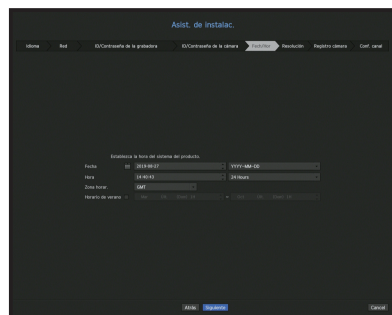 Asist. de instalac.
Idioma Red ID/Contraseña de la grabadora ID/Contraseña de la cámara Fech/Hor Resolución Registro cámara Conf. canal
Establezca la hora del sistema del producto.
Fecha 2019-09-27 YYYY-MM-DD
Hora 14:40:43 24 Hours
Zona horar. GMT
Horario de verano
Atrás Siguiente Cancel